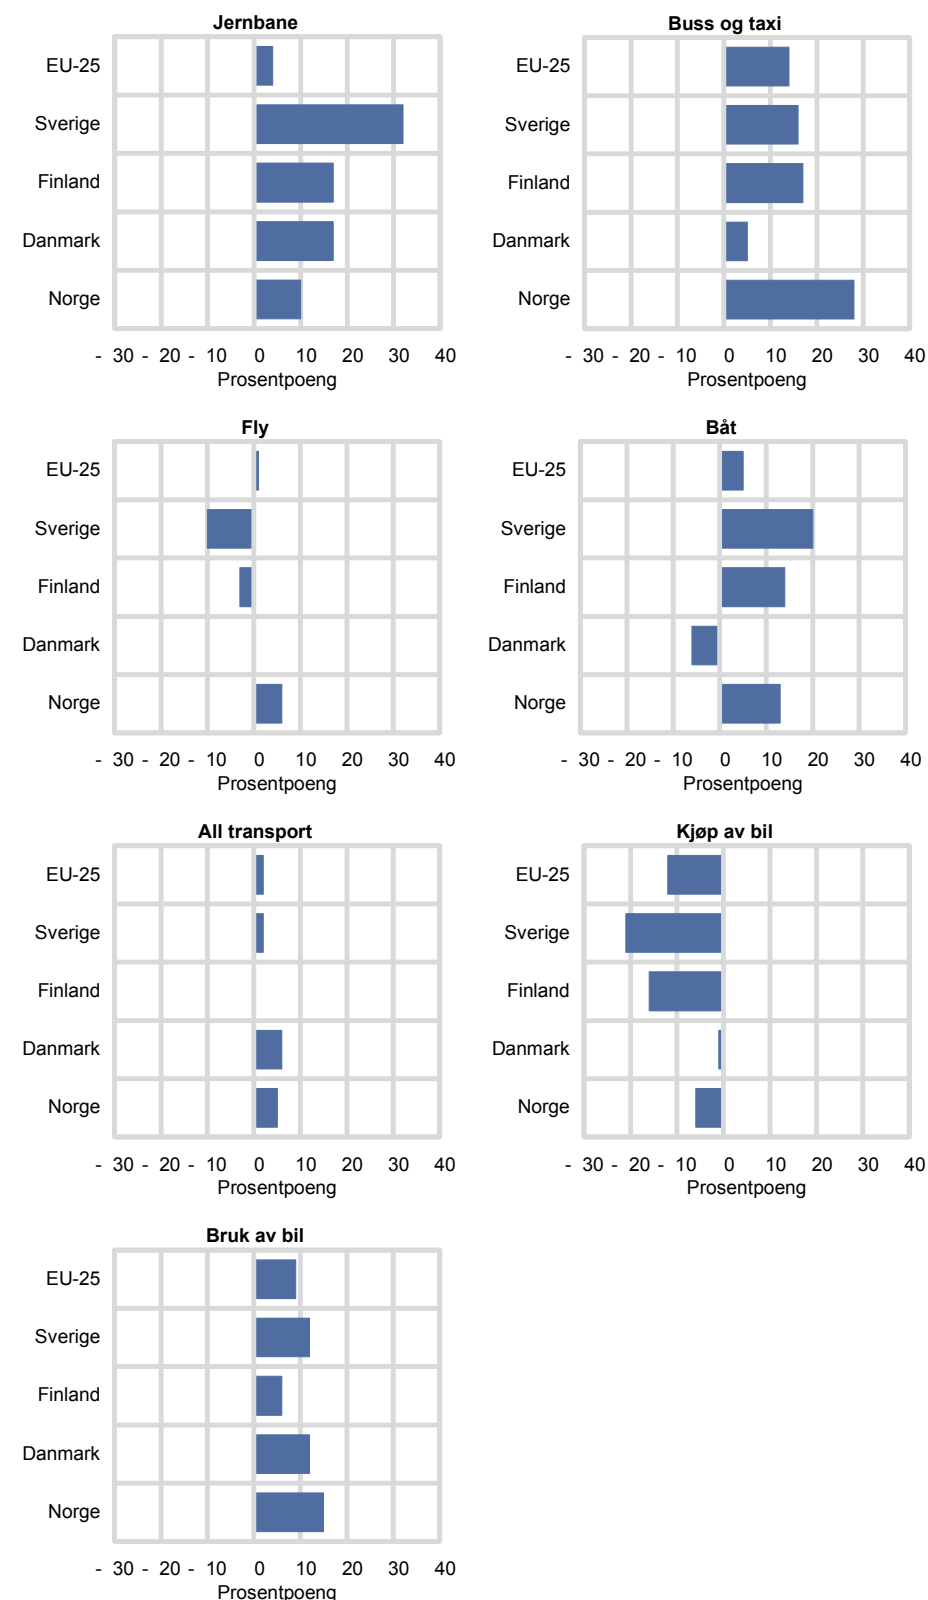 Jernbane
EU-25
Sverige
Finland
Danmark
Norge
- 30 - 20 - 10 0 10 20 30 40
Prosentpoeng
Buss og taxi
EU-25
Sverige
Finland
Danmark
Norge
- 30 - 20 - 10 0 10 20 30 40
Prosentpoeng
Fly
EU-25
Sverige
Finland
Danmark
Norge
- 30 - 20 - 10 0 10 20 30 40
Prosentpoeng
Båt
EU-25
Sverige
Finland
Danmark
Norge
- 30 - 20 - 10 0 10 20 30 40
Prosentpoeng
All transport
EU-25
Sverige
Finland
Danmark
Norge
- 30 - 20 - 10 0 10 20 30 40
Prosentpoeng
Kjøp av bil
EU-25
Sverige
Finland
Danmark
Norge
- 30 - 20 - 10 0 10 20 30 40
Prosentpoeng
Bruk av bil
EU-25
Sverige
Finland
Danmark
Norge
- 30 - 20 - 10 0 10 20 30 40
Prosentpoeng